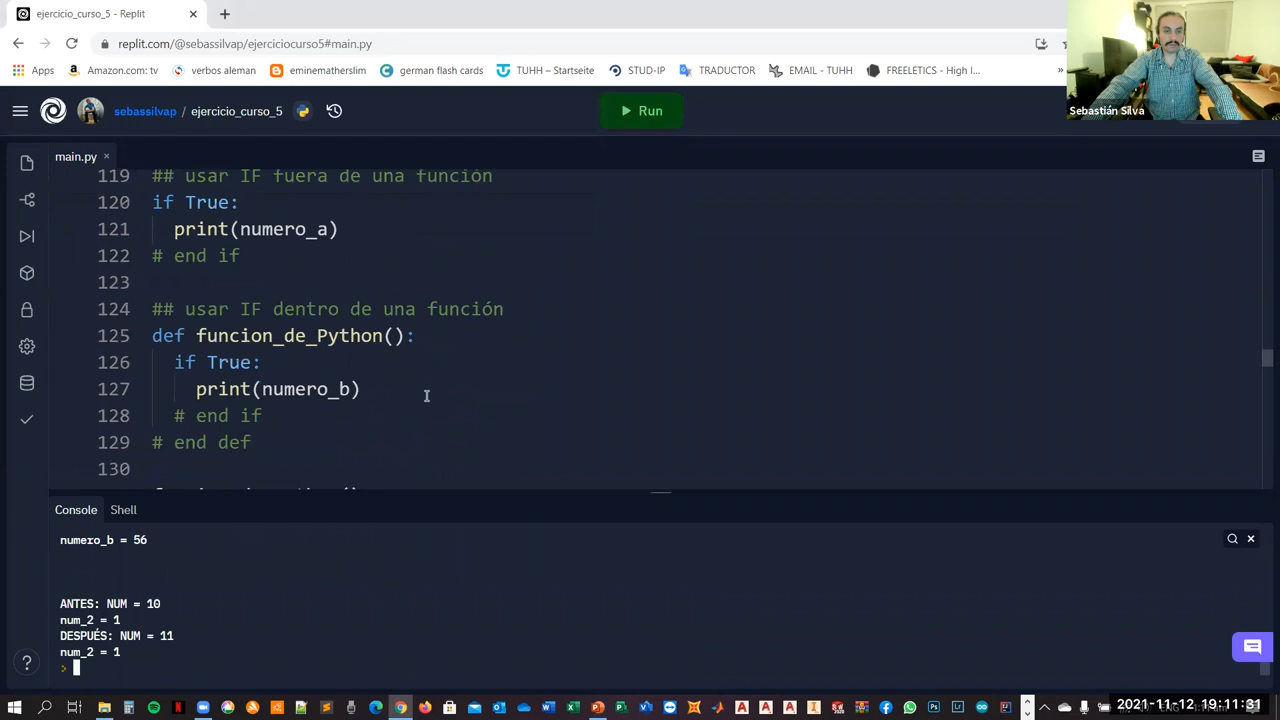 ejercicio_curso_5 - Replit
replit.com/@sebassilvap/ejerciciocurso5#main.py
Apps
Amazon.com: tv
verbos aleman
eminematherslim
german flash cards
TUHH – Startseite
STUD-IP
TRADUCTOR
EMAIL - TUHH
FREELETICS - High...
»
Sebastián Silva
sebassilvap / ejercicio_curso_5
Run
main.py
119 ## usar IF fuera de una función
120 if True:
121 print(numero_a)
122 # end if
123
124 ## usar IF dentro de una función
125 def funcion_de_Python():
126 if True:
127 print(numero_b)
128 # end if
129 # end def
130
Console
Shell
numero_b = 56
ANTES: NUM = 10
num_2 = 1
DESPUÉS: NUM = 11
num_2 = 1
2021-11-12 19:11:31